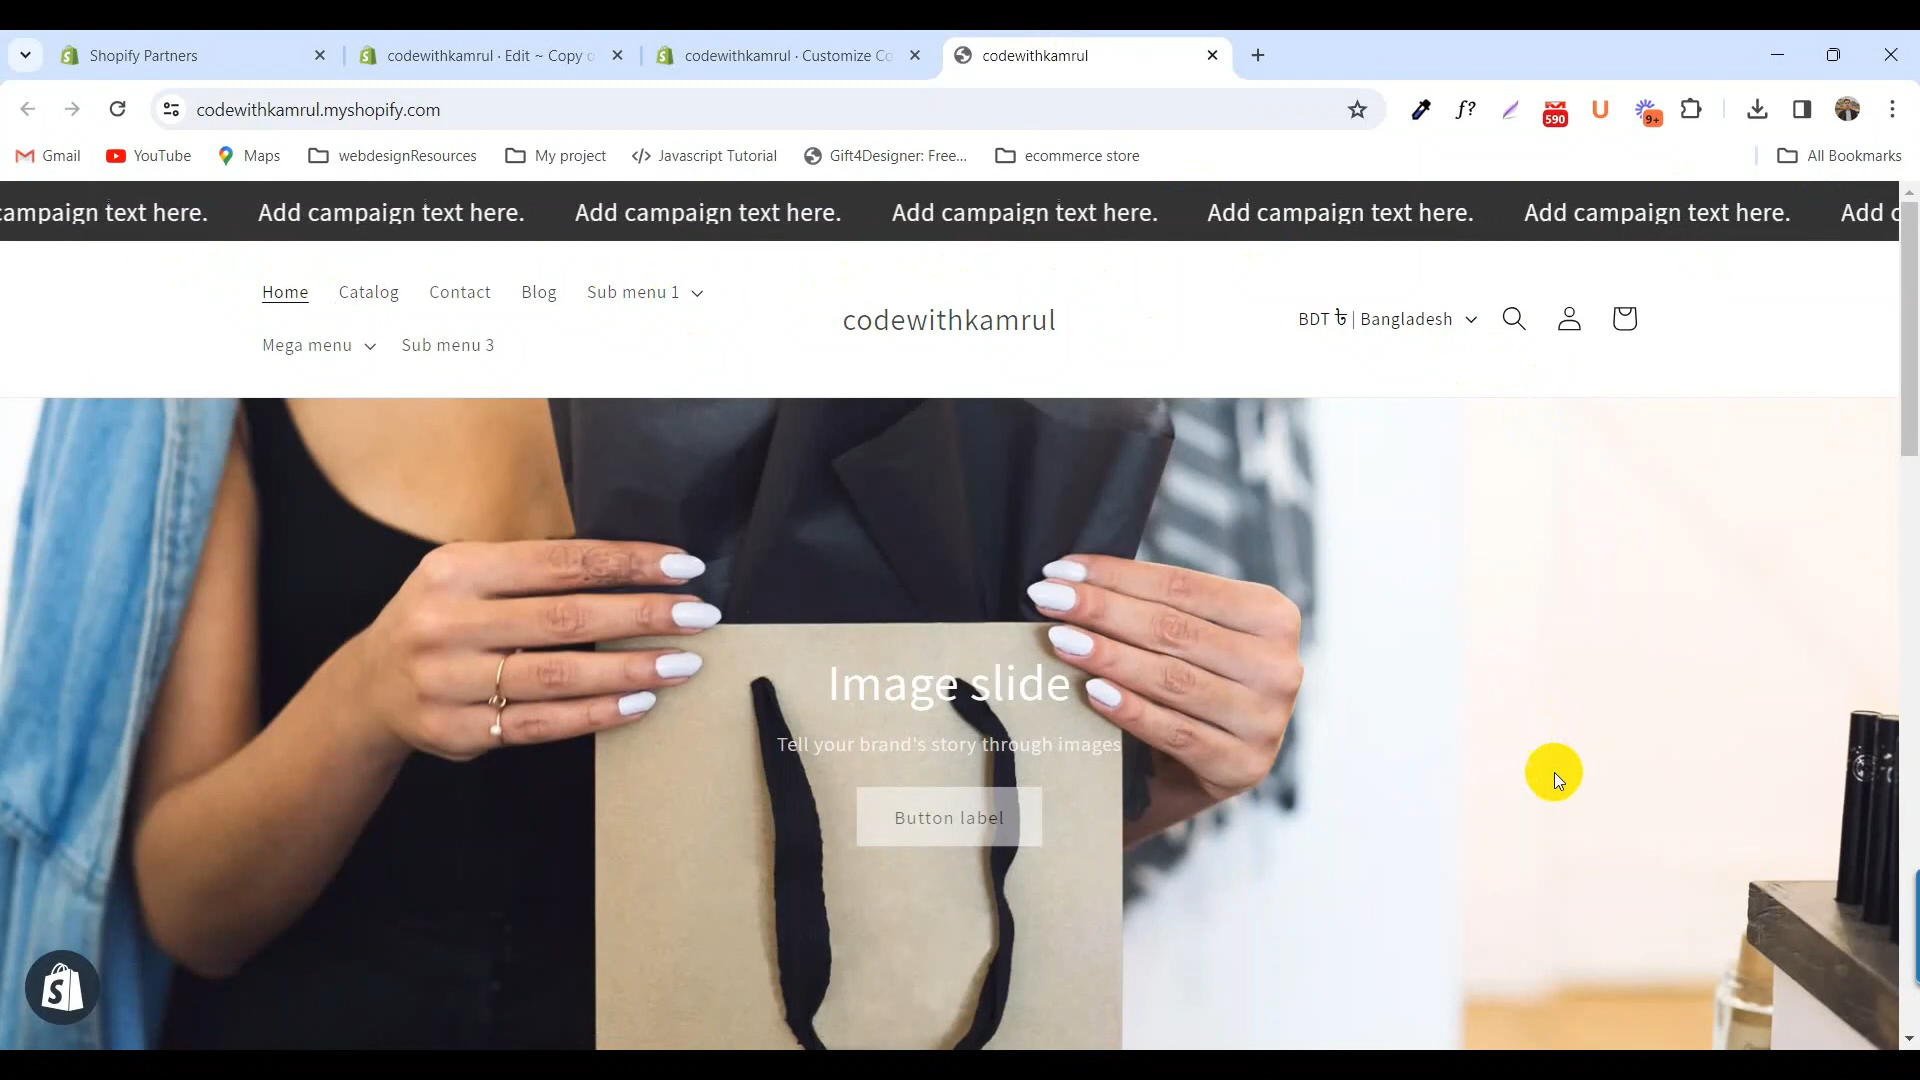 Shopify Partners
codewithkamrul · Edit ~ Copy o
codewithkamrul · Customize Co
codewithkamrul
codewithkamrul.myshopify.com
f?
590
U
9+
Gmail
YouTube
Maps
webdesignResources
My project
Javascript Tutorial
Gift4Designer: Free...
ecommerce store
All Bookmarks
campaign text here. Add campaign text here. Add campaign text here. Add campaign text here. Add campaign text here. Add campaign text here. Add c
Home Catalog Contact Blog Sub menu 1
Mega menu Sub menu 3
codewithkamrul
BDT ৳ | Bangladesh
Image slide
Tell your brand's story through images
Button label